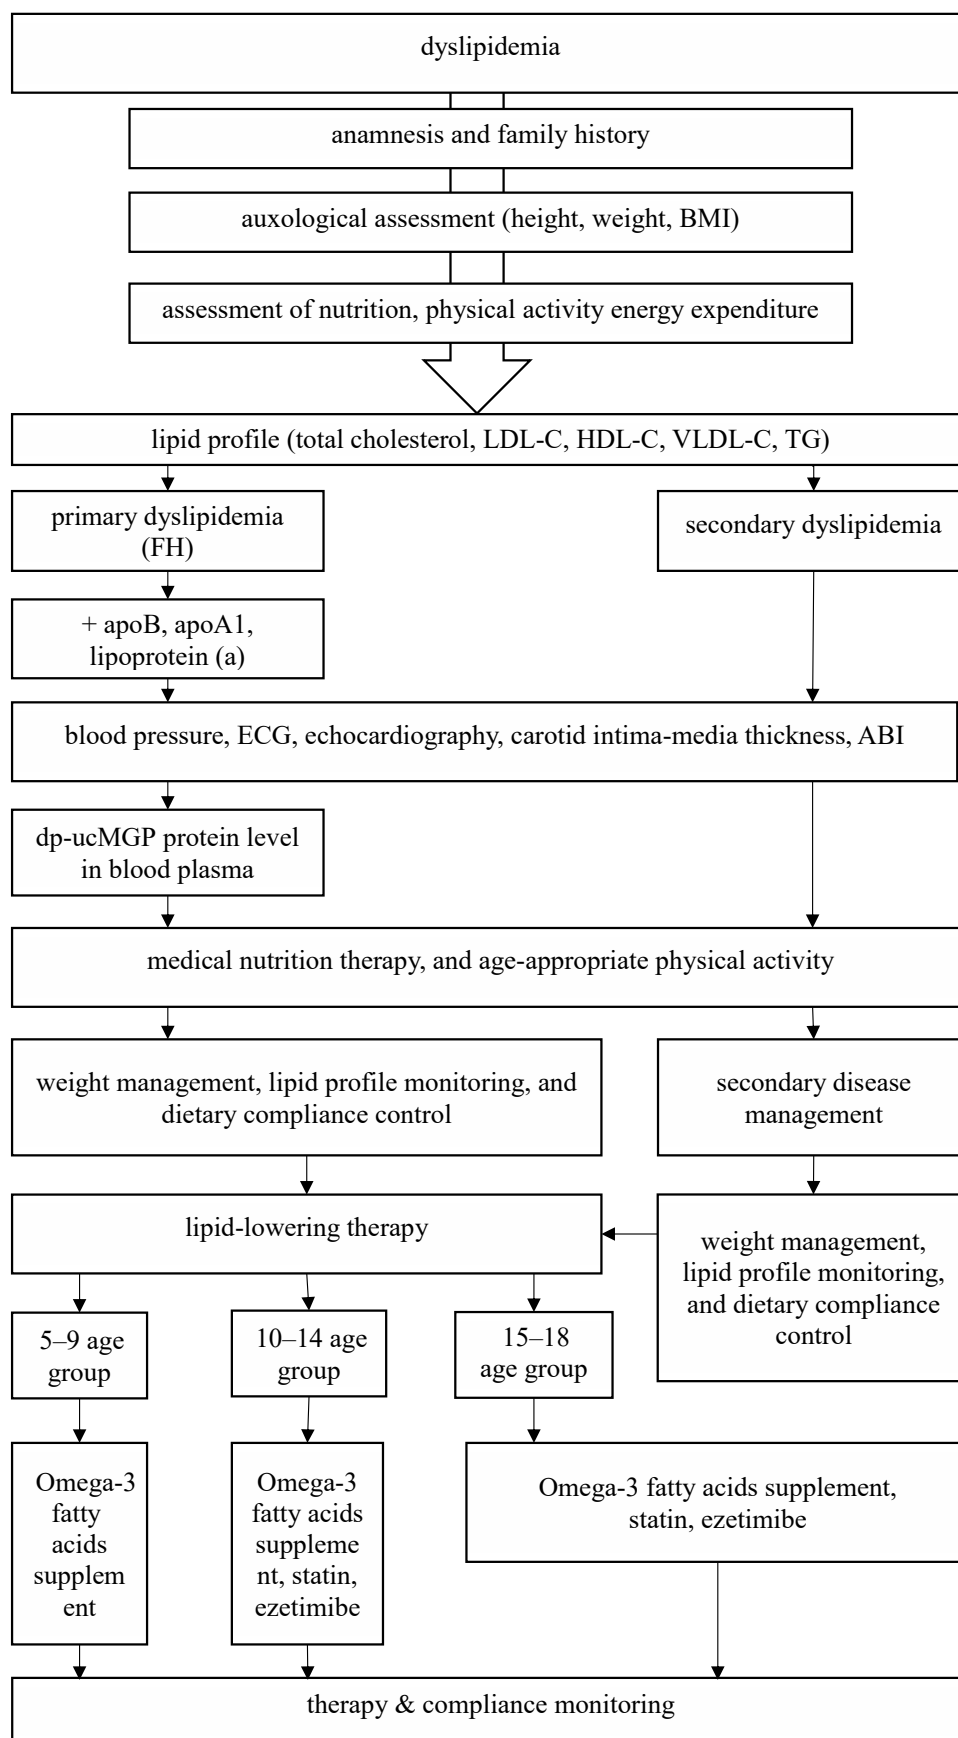 dyslipidemia
anamnesis and family history
auxological assessment (height, weight, BMI)
assessment of nutrition, physical activity energy expenditure
lipid profile (total cholesterol, LDL-C, HDL-C, VLDL-C, TG)
primary dyslipidemia
(FH)
secondary dyslipidemia
+ apoB, apoA1,
lipoprotein (a)
blood pressure, ECG, echocardiography, carotid intima-media thickness, ABI
dp-ucMGP protein level
in blood plasma
medical nutrition therapy, and age-appropriate physical activity
weight management, lipid profile monitoring, and
dietary compliance control
secondary disease
management
lipid-lowering therapy
weight management,
lipid profile monitoring,
and dietary compliance
control
5–9 age
group
10–14 age
group
15–18
age group
Omega-3
fatty
acids
supplem
ent
Omega-3
fatty acids
suppleme
nt, statin,
ezetimibe
Omega-3 fatty acids supplement,
statin, ezetimibe
therapy & compliance monitoring